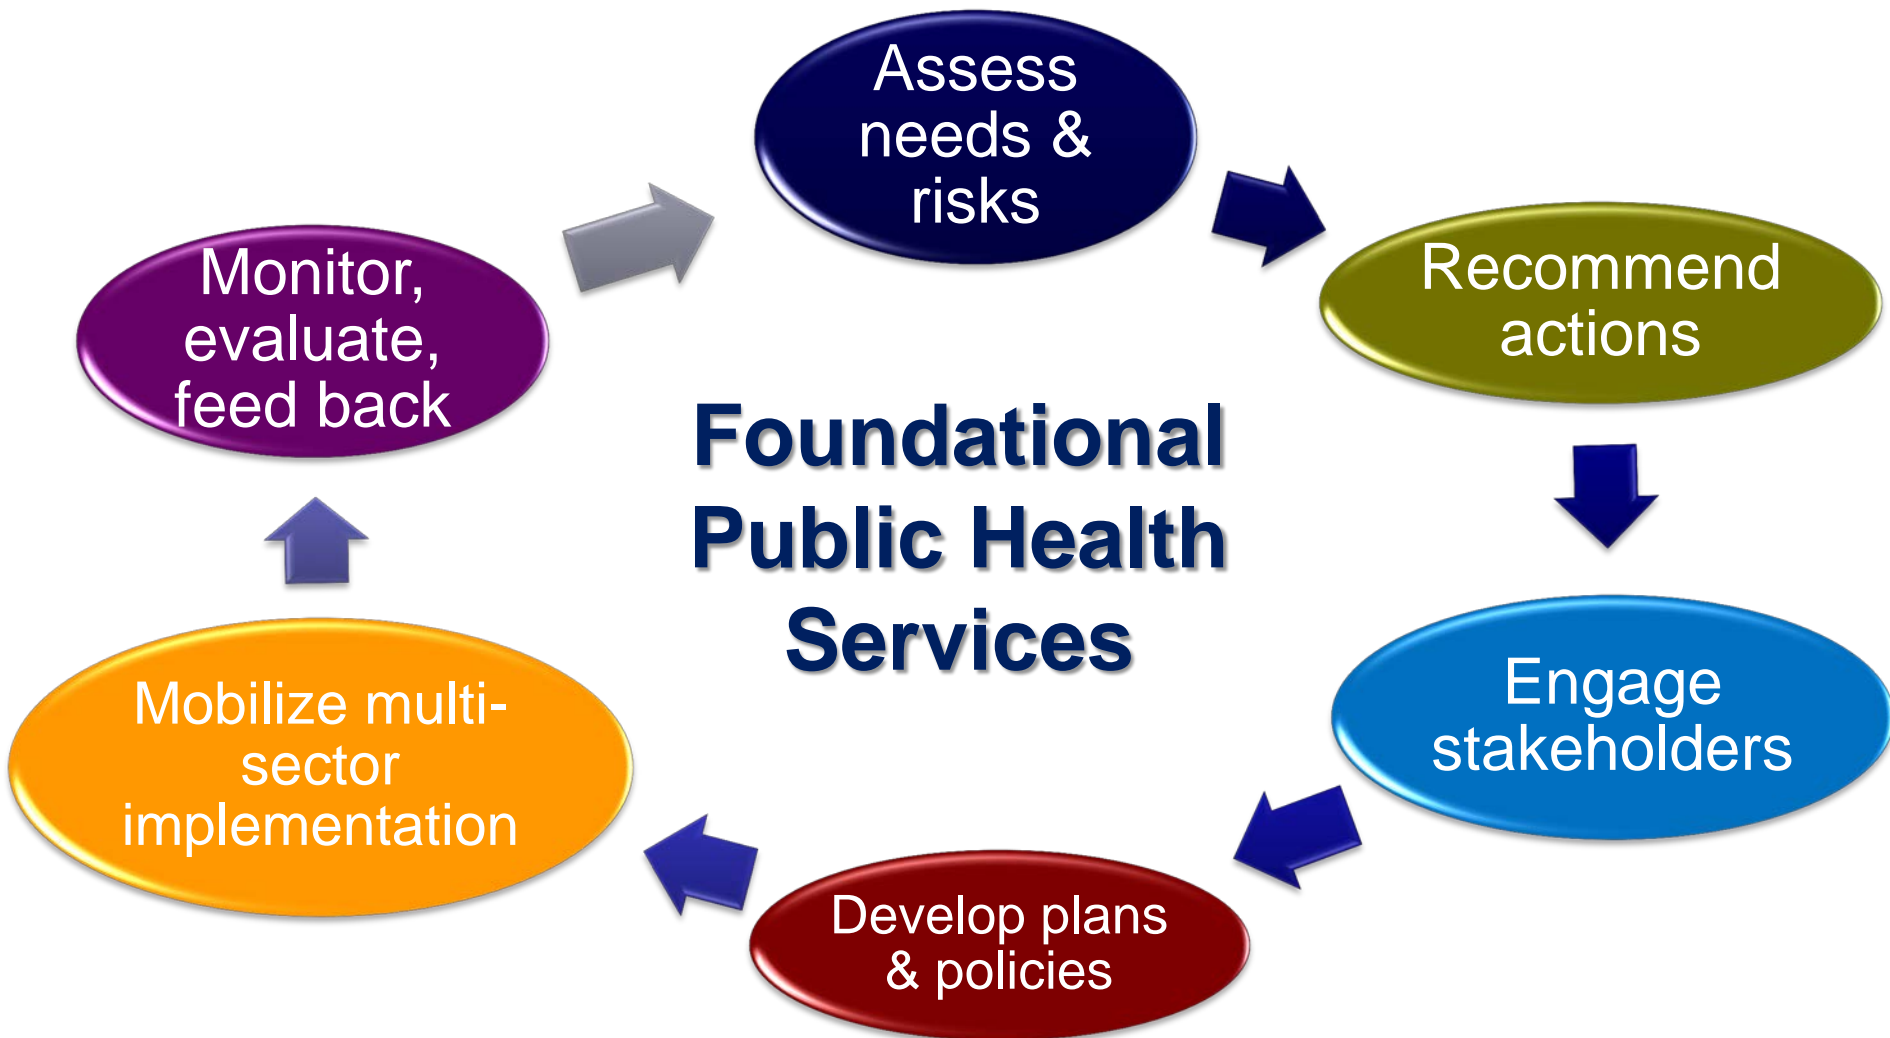 Assess
needs &
risks
Recommend
actions
Engage
stakeholders
Develop plans
& policies
Mobilize multi-
sector
implementation
Monitor,
evaluate,
feed back
Foundational
Public Health
Services